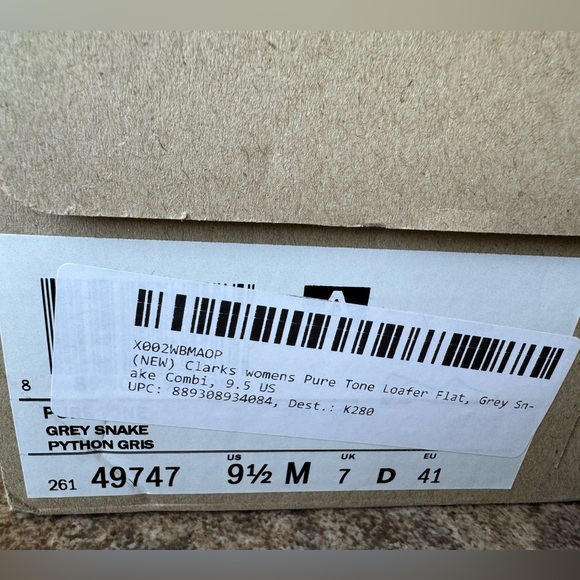 X002WBMAOP
(NEW) Clarks womens Pure Tone Loafer Flat, Grey Sn-
ake Combi, 9.5 US
UPC: 889308934084, Dest.: K280
8
GREY SNAKE
PYTHON GRIS
US UK EU
261 49747 9½ M 7 D 41